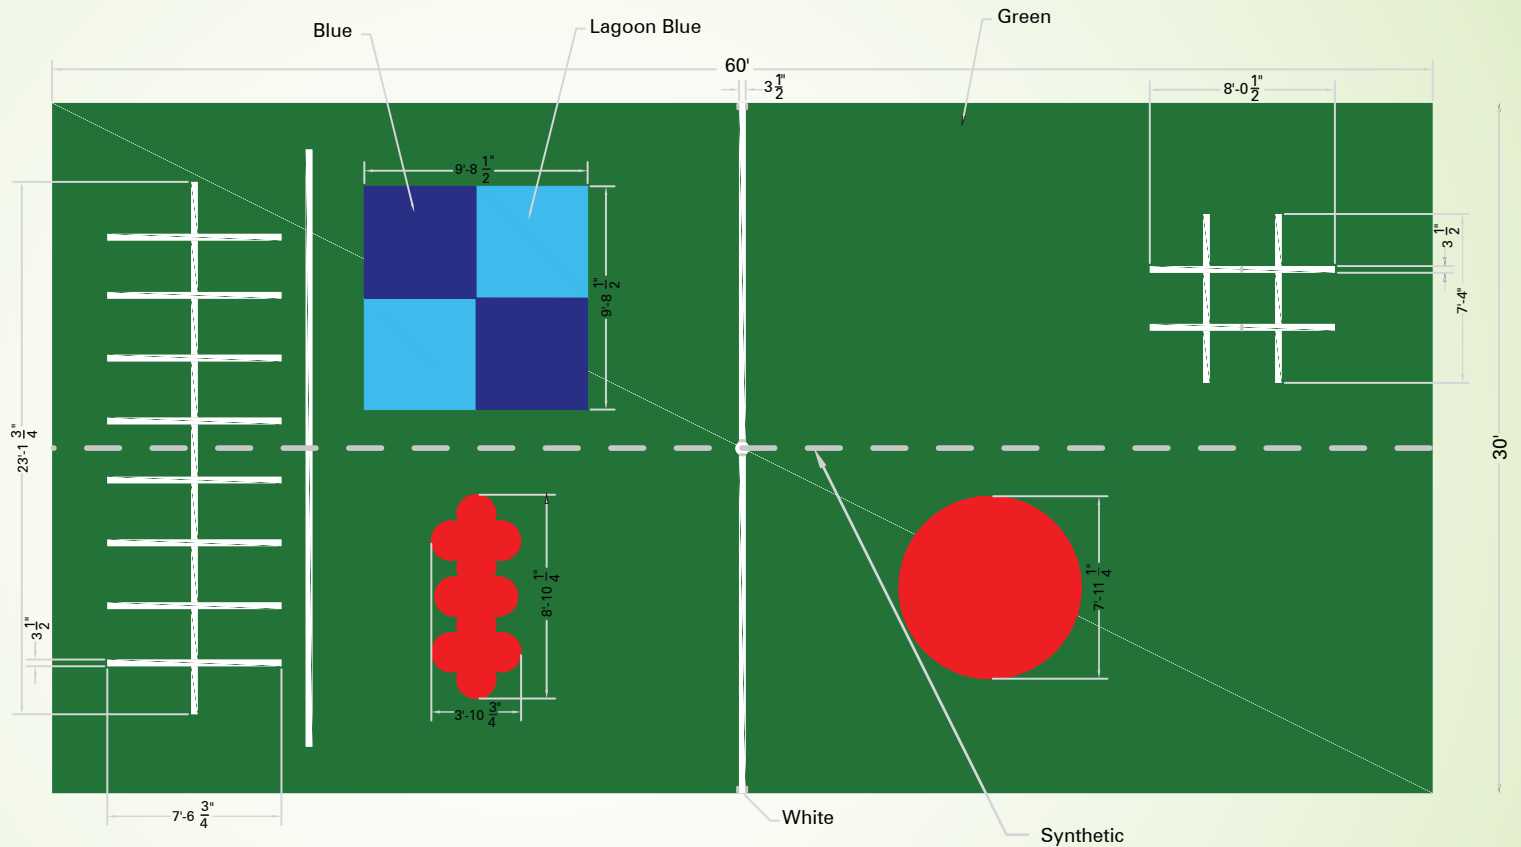 Blue
Lagoon Blue
Green
60'
3 1/2"
8'-0 1/2"
9'-8 1/2"
9'-8 1/2"
3 1/2"
7'-4"
23'-1 3/4"
30'
3 1/2"
8'-10 1/4"
7'-11 1/4"
3'-10 3/4"
7'-6 3/4"
White
Synthetic